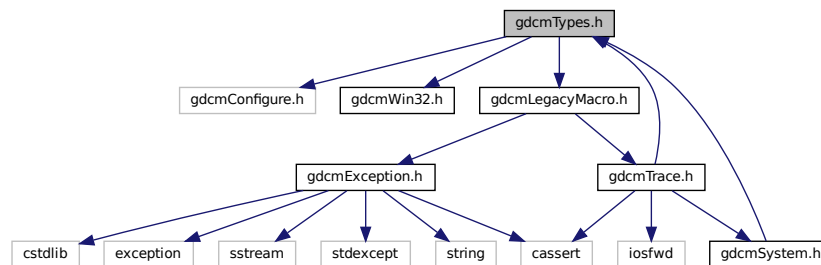 gdcmTypes.h
gdcmConfigure.h
gdcmWin32.h
gdcmLegacyMacro.h
gdcmException.h
gdcmTrace.h
cstdlib
exception
sstream
stdexcept
string
cassert
iosfwd
gdcmSystem.h